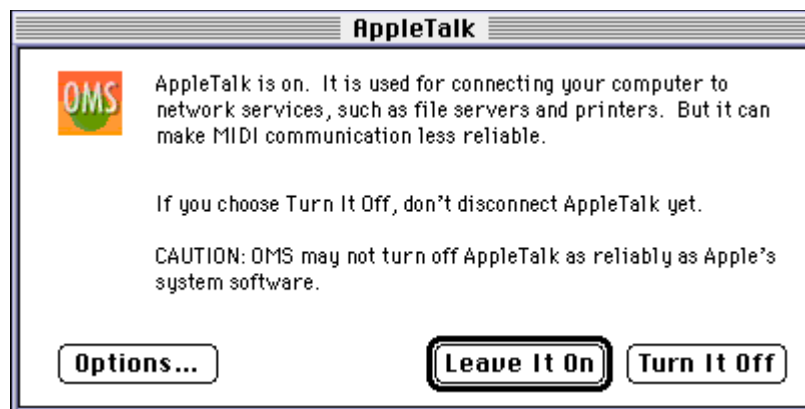 AppleTalk
OMS
AppleTalk is on.  It is used for connecting your computer to
network services, such as file servers and printers.  But it can
make MIDI communication less reliable.
If you choose Turn It Off, don't disconnect AppleTalk yet.
CAUTION: OMS may not turn off AppleTalk as reliably as Apple's
system software.
Options...
Leave It On
Turn It Off